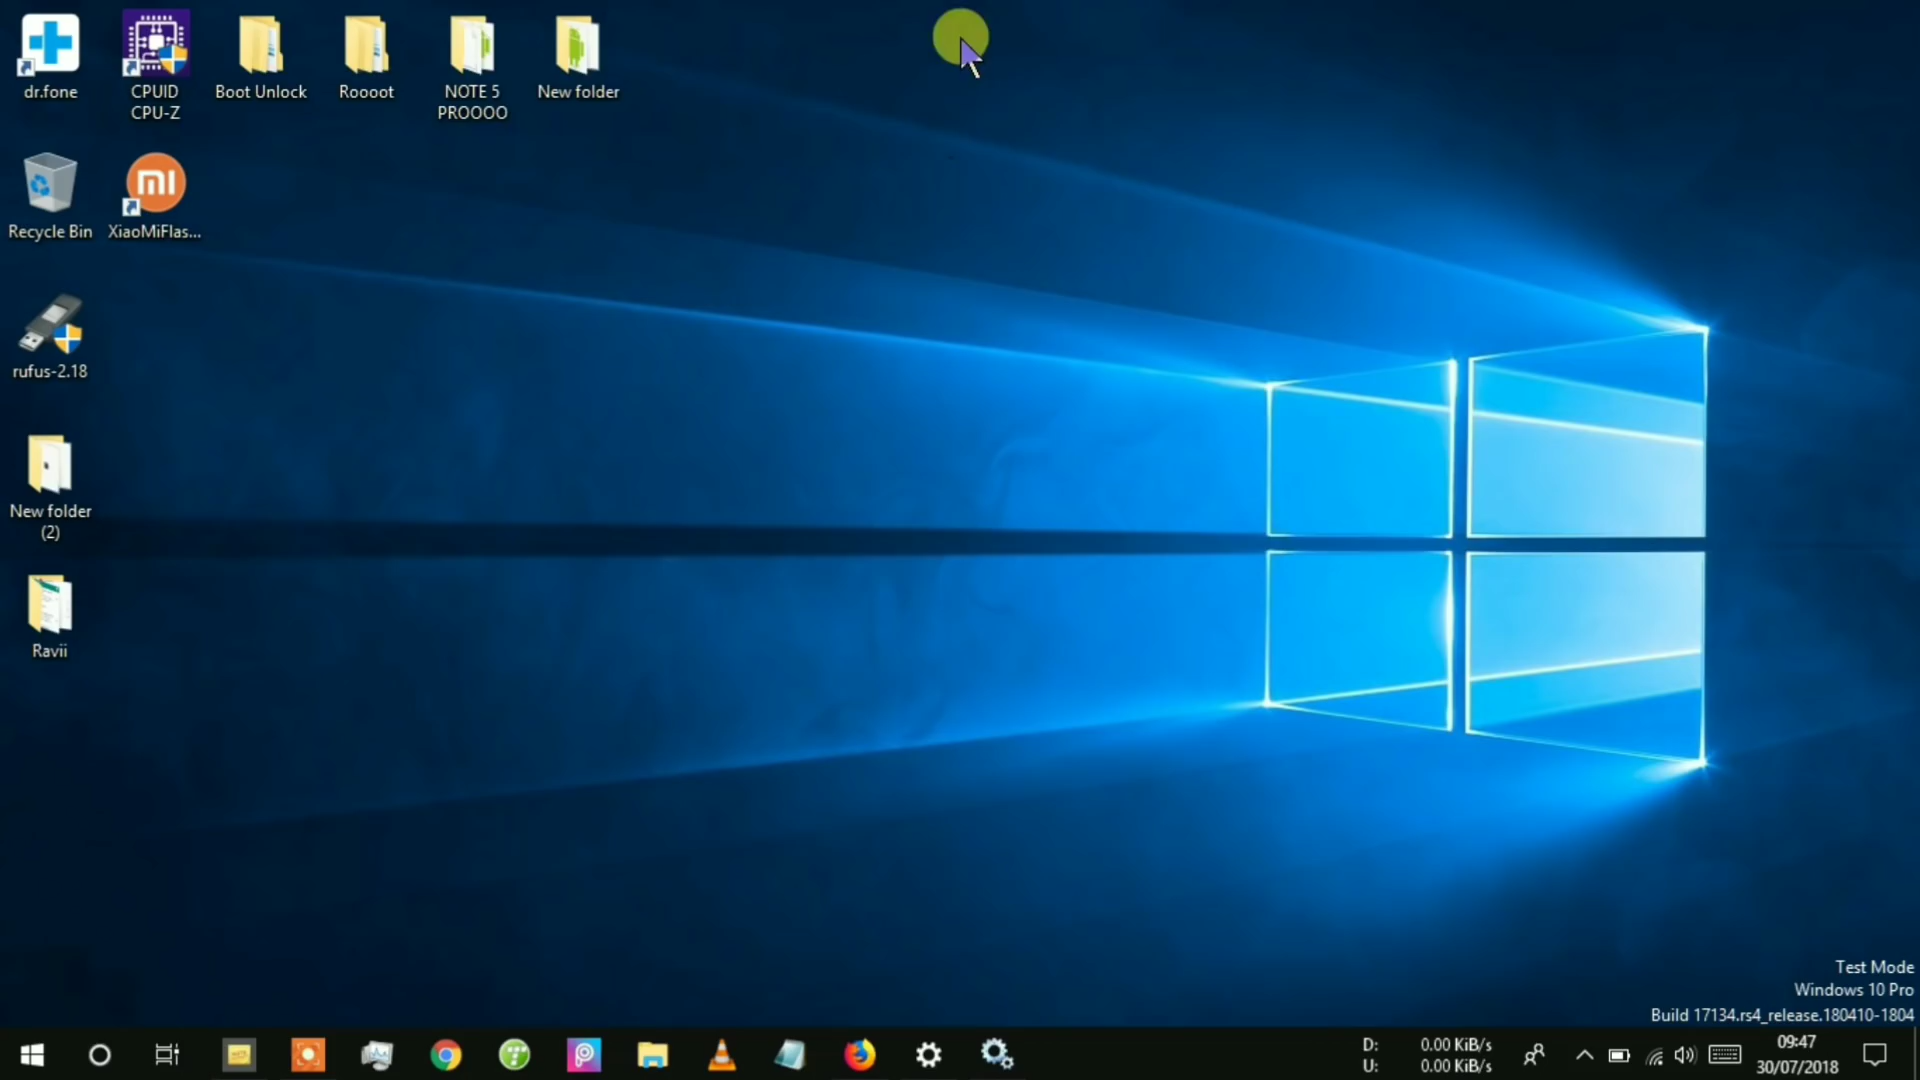 dr.fone
CPUID
CPU-Z
Boot Unlock
Roooot
NOTE 5
PROOOO
New folder
Recycle Bin
mi
XiaoMiFlas...
rufus-2.18
New folder
(2)
Ravii
Test Mode
Windows 10 Pro
Build 17134.rs4_release.180410-1804
D: 0.00 KiB/s
U: 0.00 KiB/s
09:47
30/07/2018